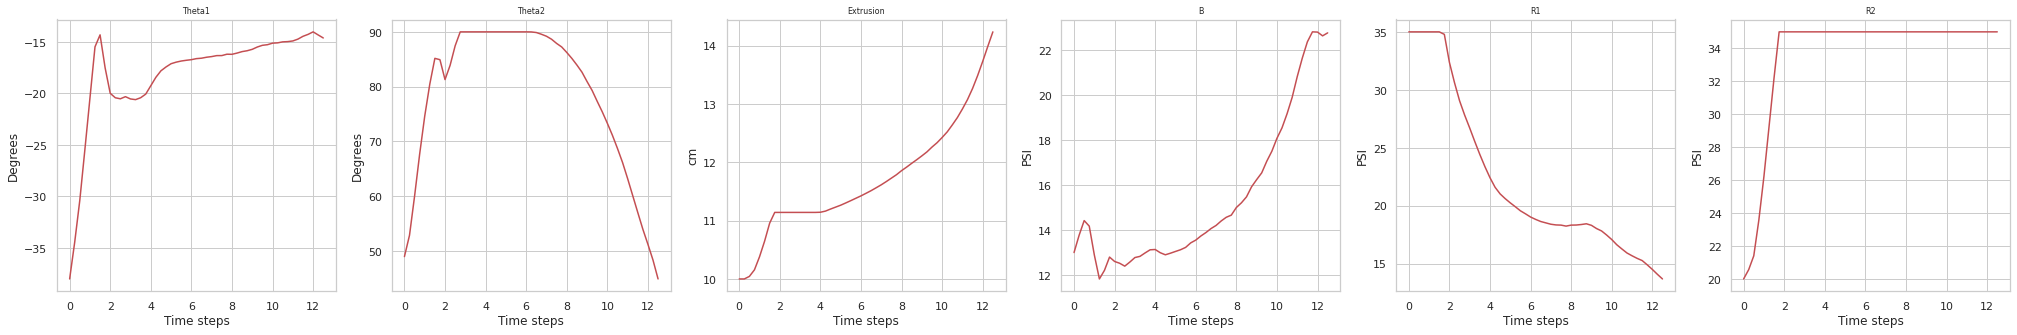 Theta1
Degrees
−15
−20
−25
−30
−35
0 2 4 6 8 10 12
Time steps
Theta2
Degrees
90
80
70
60
50
0 2 4 6 8 10 12
Time steps
Extrusion
cm
14
13
12
11
10
0 2 4 6 8 10 12
Time steps
B
PSI
22
20
18
16
14
12
0 2 4 6 8 10 12
Time steps
R1
PSI
35
30
25
20
15
0 2 4 6 8 10 12
Time steps
R2
PSI
34
32
30
28
26
24
22
20
0 2 4 6 8 10 12
Time steps